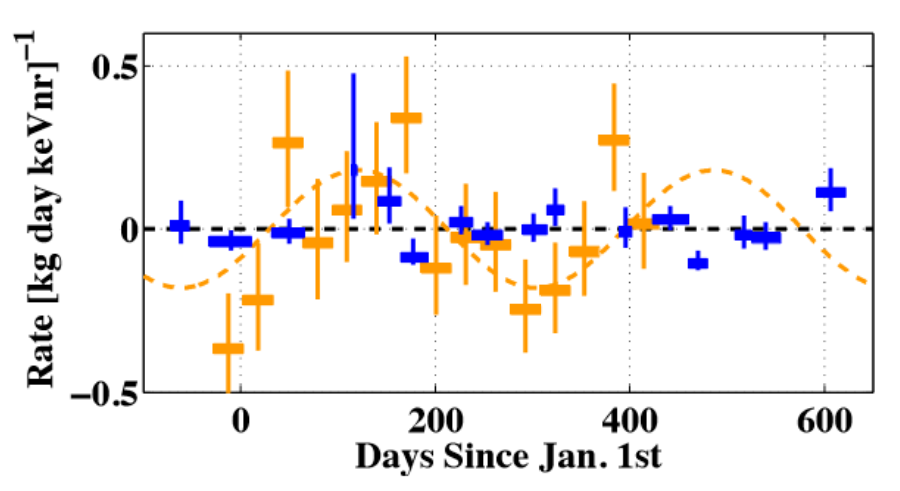 Rate [kg day keVnr]⁻¹
0.5
0
−0.5
0 200 400 600
Days Since Jan. 1st